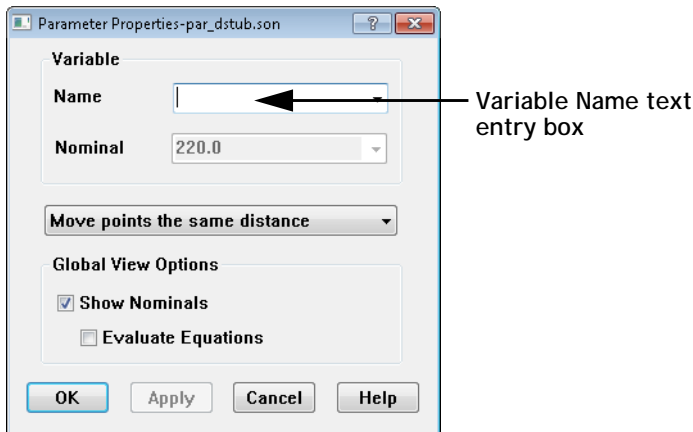 Parameter Properties-par_dstub.son
?
Variable
Name
Variable Name text
entry box
Nominal
220.0
Move points the same distance
Global View Options
Show Nominals
Evaluate Equations
OK
Apply
Cancel
Help